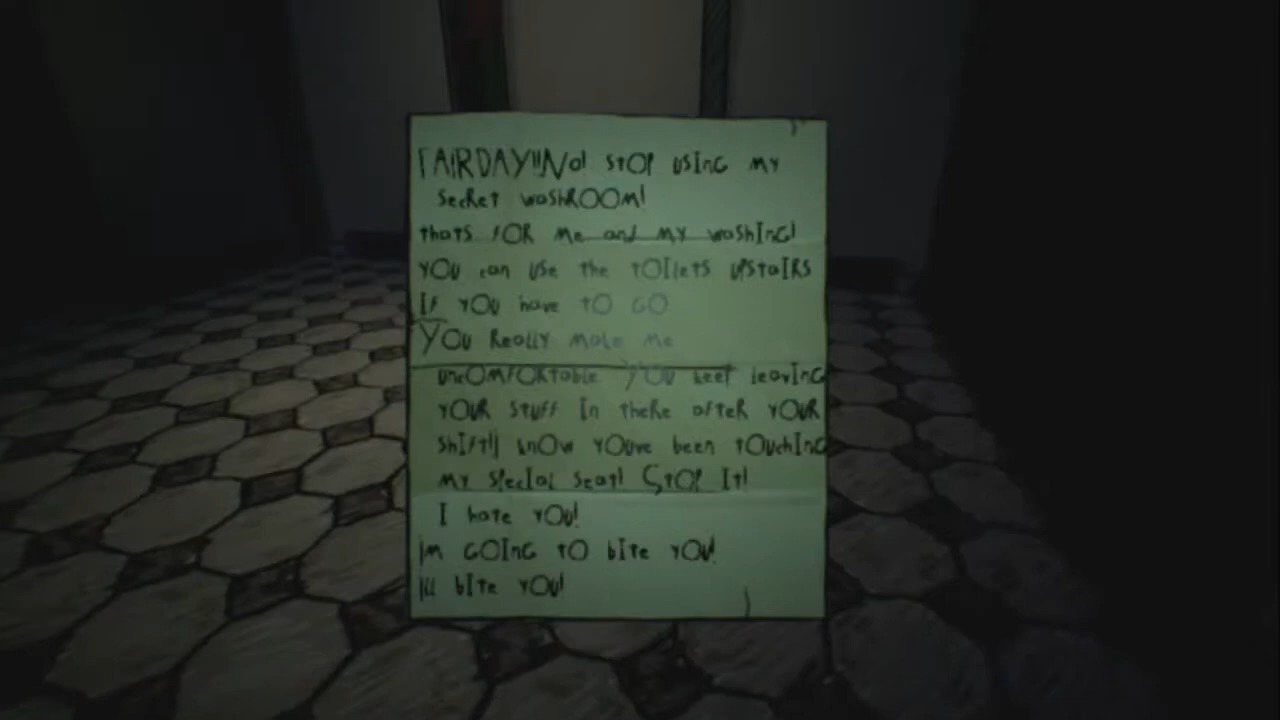 FAIRDAY!!No! STOP USING MY
SECRET WASHROOM!
thats FOR Me and MY washing!
YOU can use the TOILETS UPSTAIRS
If YOU have TO GO
YOU REALLY make Me
UNCOMFORTABLE YOU keep leaving
YOUR STUFF In theRe after YOUR
ShIFT!I know YOUve been TOUchInG
MY SPecIal Seat! STOP It!
I hate YOU!
Im GOInG TO bITe YOU!
Ill bITe YOU!